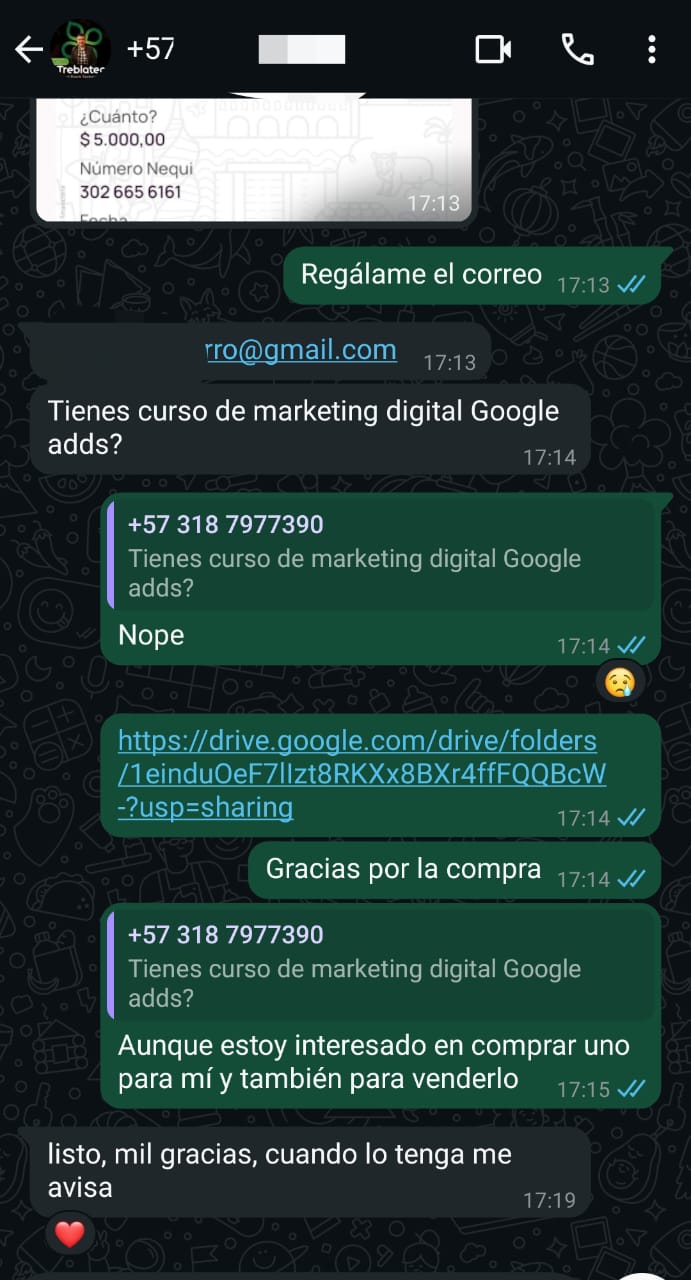 +57
Treblater
¿Cuánto?
$ 5.000,00
Número Nequi
302 665 6161
Fecha
17:13
Regálame el correo 17:13
rro@gmail.com 17:13
Tienes curso de marketing digital Google
adds?
17:14
+57 318 7977390
Tienes curso de marketing digital Google
adds?
Nope 17:14
https://drive.google.com/drive/folders
/1einduOeF7lIzt8RKXx8BXr4ffFQQBcW
-?usp=sharing 17:14
Gracias por la compra 17:14
+57 318 7977390
Tienes curso de marketing digital Google
adds?
Aunque estoy interesado en comprar uno
para mí y también para venderlo 17:15
listo, mil gracias, cuando lo tenga me
avisa
17:19